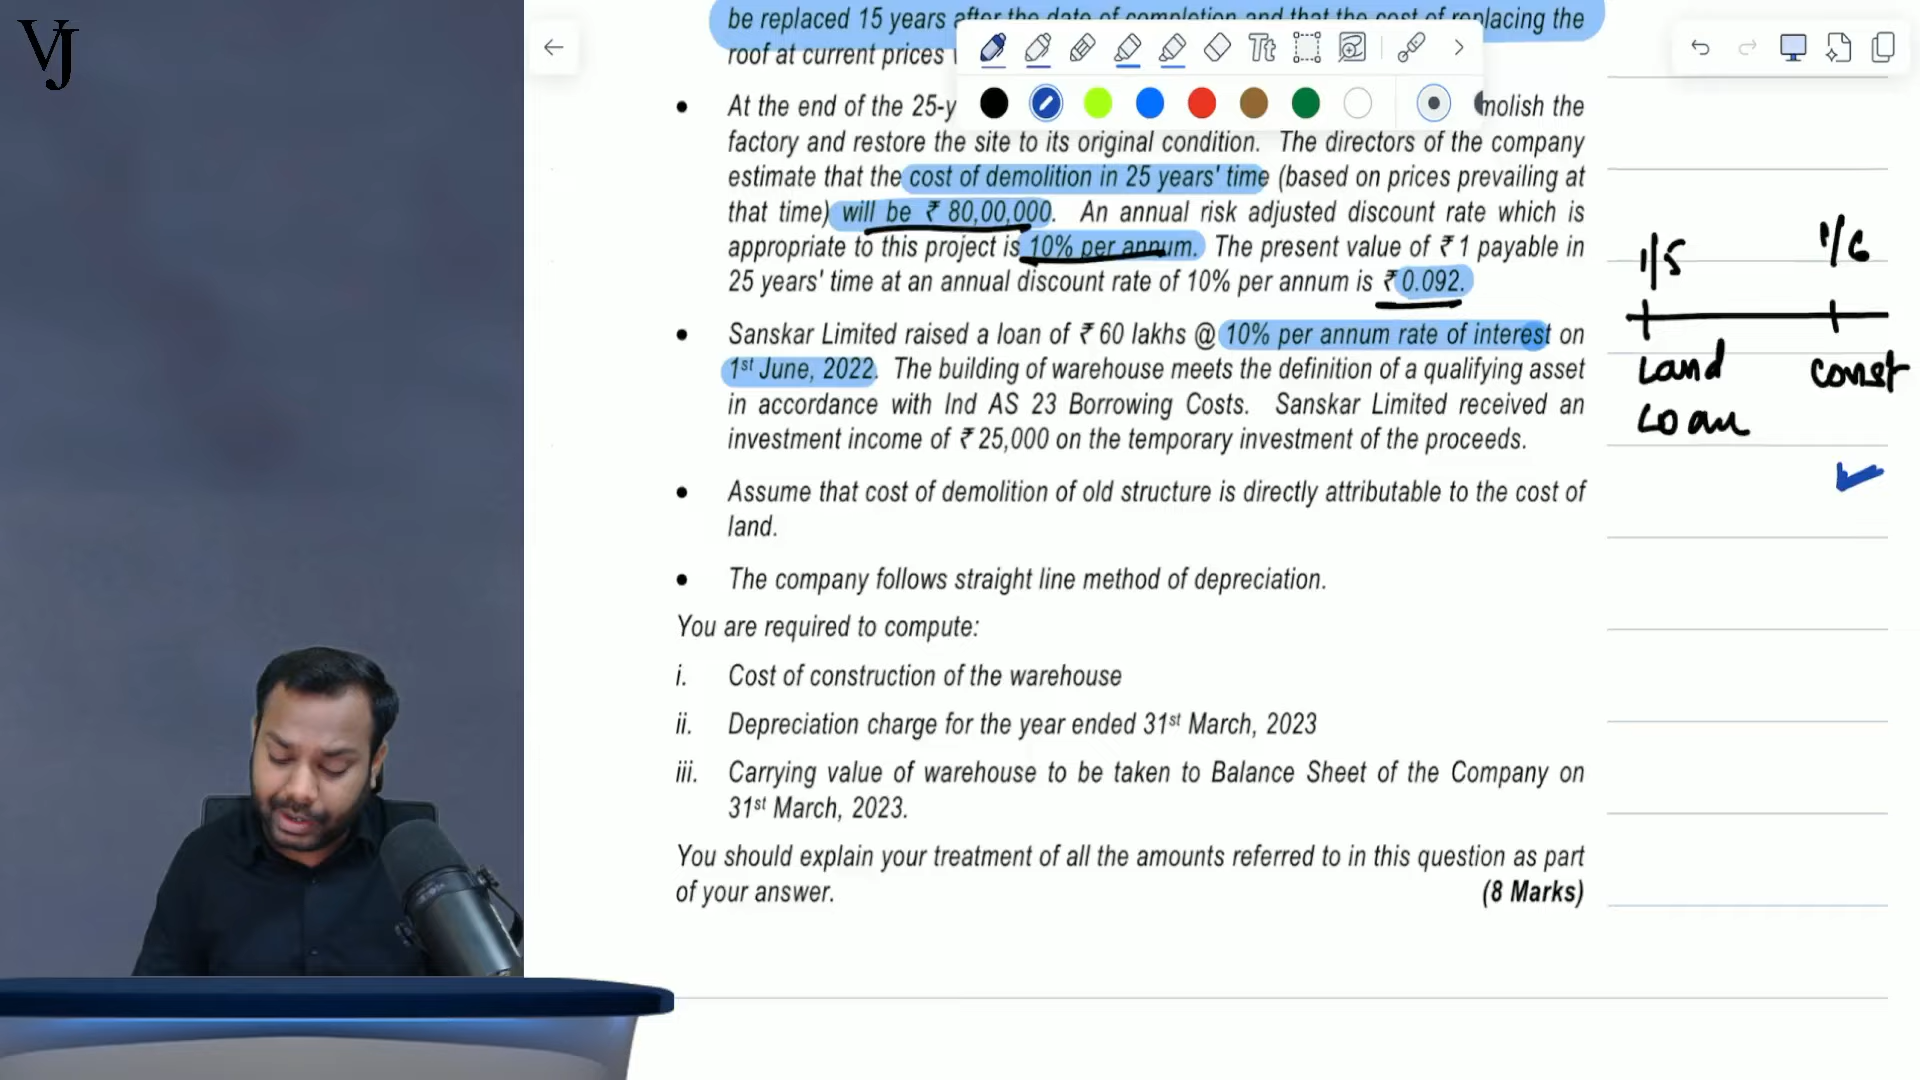 VJ
be replaced 15 years after the date of completion and that the cost of replacing the
roof at current prices
• At the end of the 25-y molish the
factory and restore the site to its original condition. The directors of the company
estimate that the cost of demolition in 25 years' time (based on prices prevailing at
that time) will be ₹ 80,00,000. An annual risk adjusted discount rate which is
appropriate to this project is 10% per annum. The present value of ₹ 1 payable in
25 years' time at an annual discount rate of 10% per annum is ₹ 0.092.
• Sanskar Limited raised a loan of ₹ 60 lakhs @ 10% per annum rate of interest on
1st June, 2022. The building of warehouse meets the definition of a qualifying asset
in accordance with Ind AS 23 Borrowing Costs. Sanskar Limited received an
investment income of ₹ 25,000 on the temporary investment of the proceeds.
• Assume that cost of demolition of old structure is directly attributable to the cost of
land.
• The company follows straight line method of depreciation.
You are required to compute:
i. Cost of construction of the warehouse
ii. Depreciation charge for the year ended 31st March, 2023
iii. Carrying value of warehouse to be taken to Balance Sheet of the Company on
31st March, 2023.
You should explain your treatment of all the amounts referred to in this question as part
of your answer. (8 Marks)
Tt
1/5 1/6
Land const
Loan